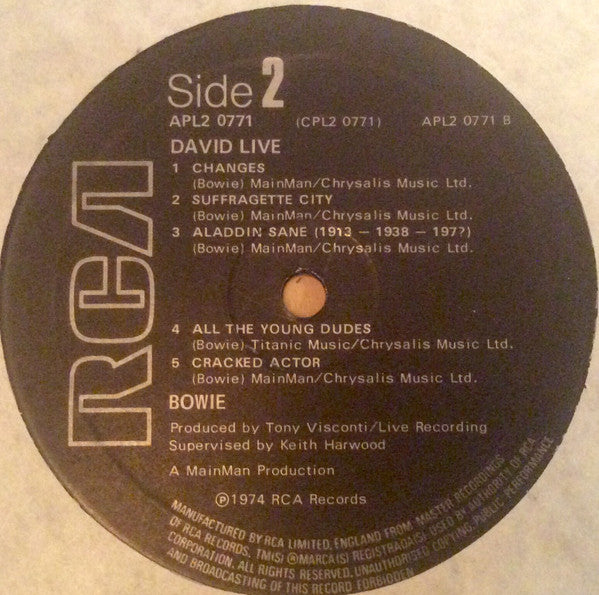 RCA
Side 2
APL2 0771 (CPL2 0771) APL2 0771 B
DAVID LIVE
1 CHANGES
(Bowie) MainMan/Chrysalis Music Ltd.
2 SUFFRAGETTE CITY
(Bowie) MainMan/Chrysalis Music Ltd.
3 ALADDIN SANE (1913 – 1938 – 197?)
(Bowie) MainMan/Chrysalis Music Ltd.
4 ALL THE YOUNG DUDES
(Bowie) Titanic Music/Chrysalis Music Ltd.
5 CRACKED ACTOR
(Bowie) MainMan/Chrysalis Music Ltd.
BOWIE
Produced by Tony Visconti/Live Recording
Supervised by Keith Harwood
A MainMan Production
Ⓟ1974 RCA Records
MANUFACTURED BY RCA LIMITED, ENGLAND FROM MASTER RECORDINGS
OF RCA RECORDS. TM(S) ®MARCA(S) REGISTRADA(S) USED BY AUTHORITY OF RCA
CORPORATION. ALL RIGHTS RESERVED. UNAUTHORISED COPYING PUBLIC PERFORMANCE
AND BROADCASTING OF THIS RECORD FORBIDDEN